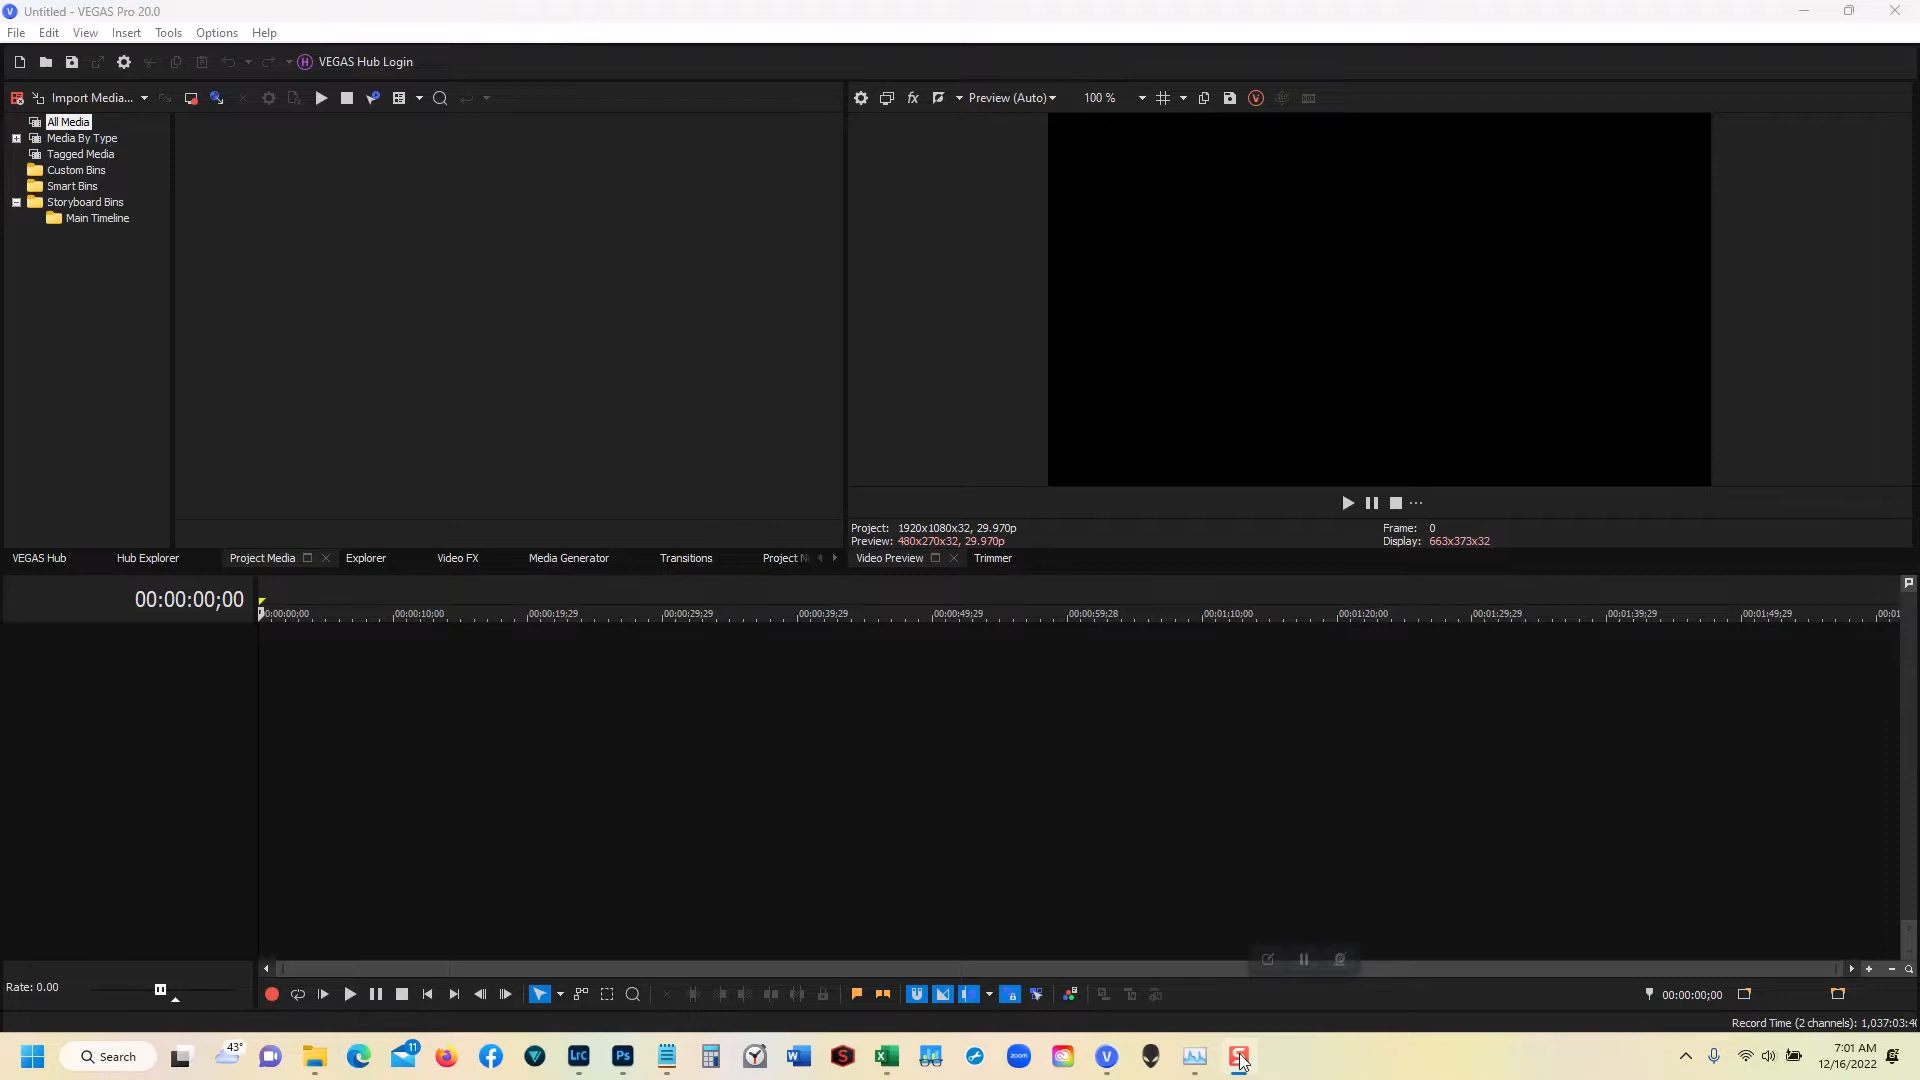 Untitled - VEGAS Pro 20.0
File Edit View Insert Tools Options Help
VEGAS Hub Login
Import Media...
fx Preview (Auto) 100 %
All Media
Media By Type
Tagged Media
Custom Bins
Smart Bins
Storyboard Bins
Main Timeline
Project: 1920x1080x32, 29.970p Frame: 0
Preview: 480x270x32, 29.970p Display: 663x373x32
VEGAS Hub Hub Explorer Project Media Explorer Video FX Media Generator Transitions Project N Video Preview Trimmer
00:00:00;00
0:00:00;00 00:00:10;00 00:00:19;29 00:00:29;29 00:00:39;29 00:00:49;29 00:00:59;28 00:01:10;00 00:01:20;00 00:01:29;29 00:01:39;29 00:01:49;29 00:01
Rate: 0.00
00:00:00;00
Record Time (2 channels): 1,037:03:4
Search 43° 11 LrC Ps W S X zoom V S
7:01 AM
12/16/2022